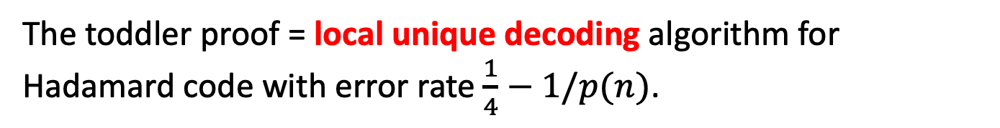 The toddler proof = local unique decoding algorithm for
Hadamard code with error rate 1/4 − 1/p(n).